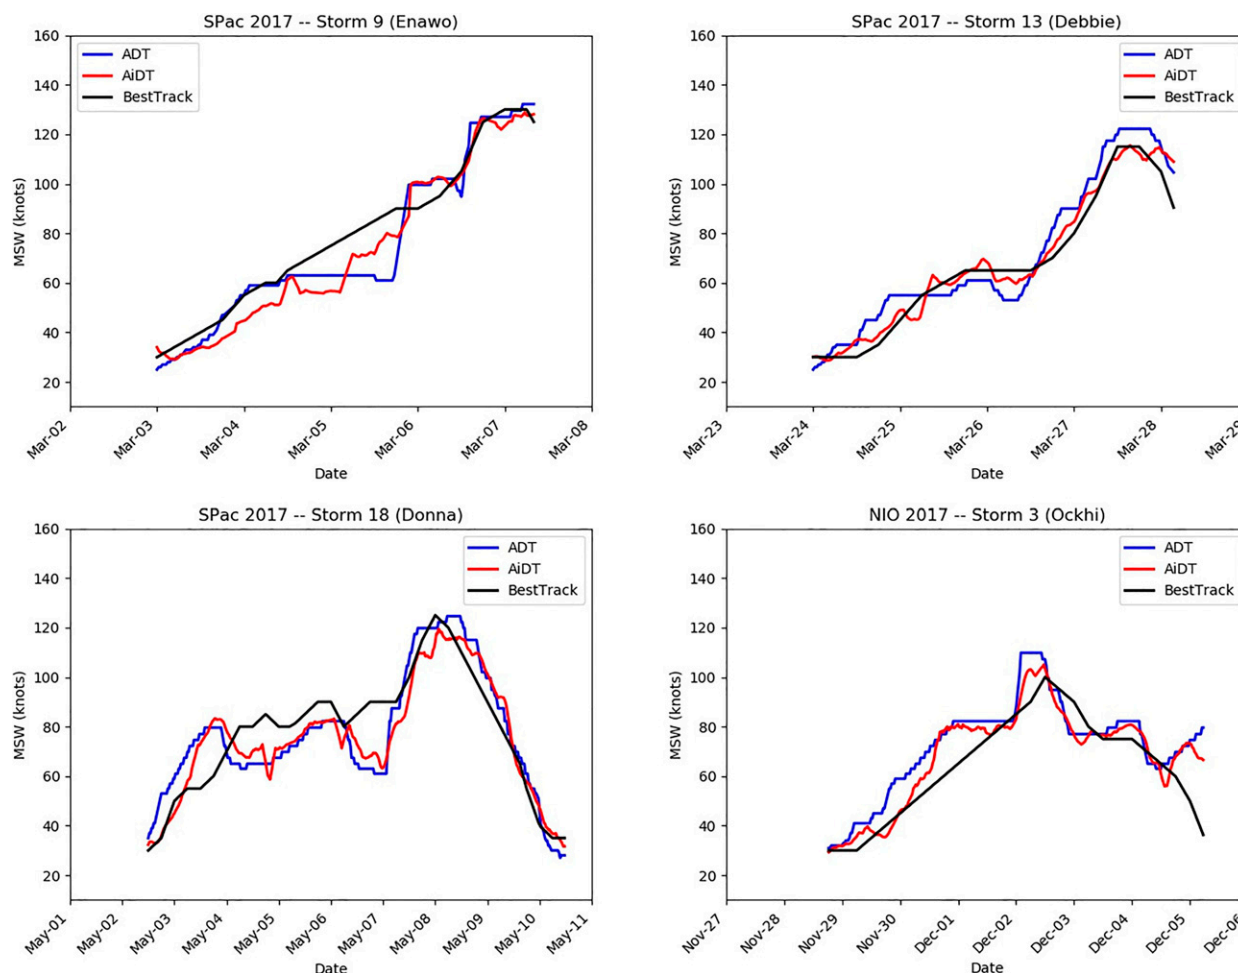 SPac 2017 -- Storm 9 (Enawo)
160
140
120
100
80
60
40
20
MSW (knots)
ADT
AiDT
BestTrack
Mar-02
Mar-03
Mar-04
Mar-05
Mar-06
Mar-07
Mar-08
Date
SPac 2017 -- Storm 13 (Debbie)
160
140
120
100
80
60
40
20
MSW (knots)
ADT
AiDT
BestTrack
Mar-23
Mar-24
Mar-25
Mar-26
Mar-27
Mar-28
Mar-29
Date
SPac 2017 -- Storm 18 (Donna)
160
140
120
100
80
60
40
20
MSW (knots)
ADT
AiDT
BestTrack
May-01
May-02
May-03
May-04
May-05
May-06
May-07
May-08
May-09
May-10
May-11
Date
NIO 2017 -- Storm 3 (Ockhi)
160
140
120
100
80
60
40
20
MSW (knots)
ADT
AiDT
BestTrack
Nov-27
Nov-28
Nov-29
Nov-30
Dec-01
Dec-02
Dec-03
Dec-04
Dec-05
Dec-06
Date